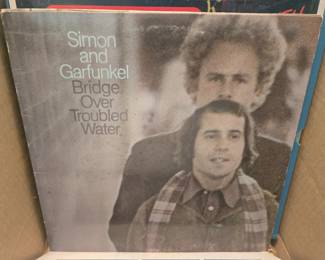 Simon
and
Garfunkel
Bridge
Over
Troubled
Water